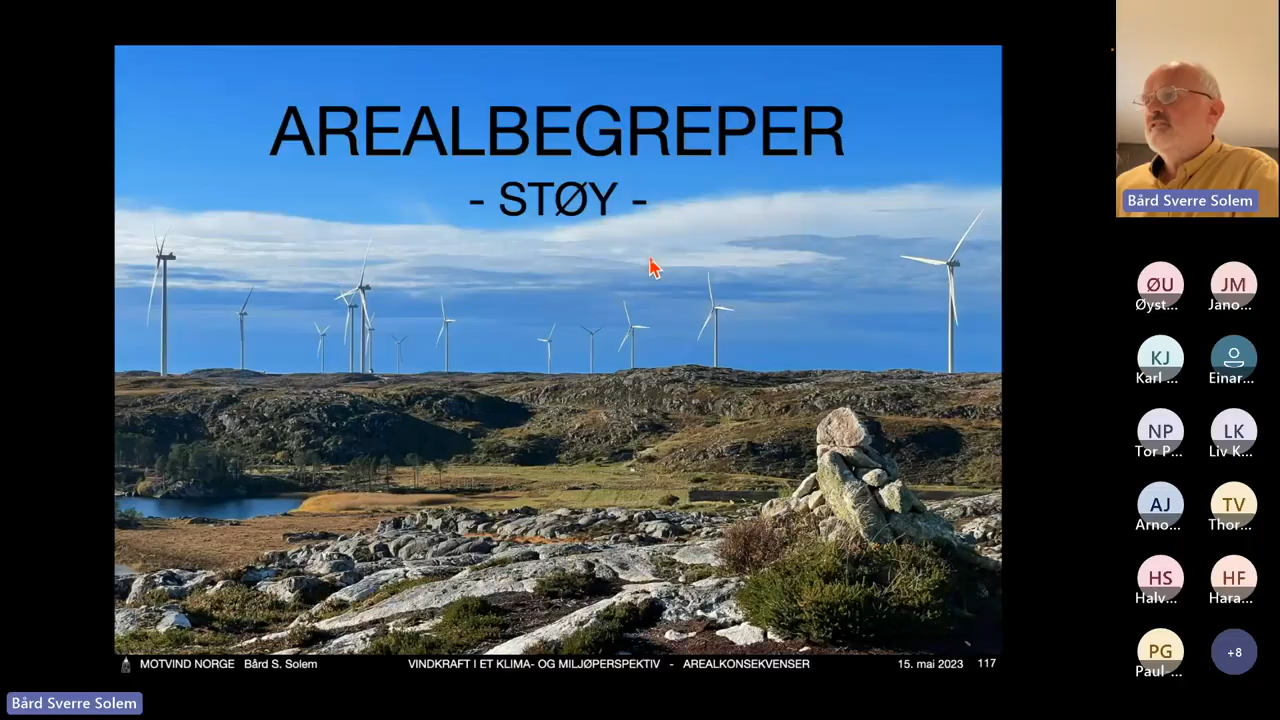 AREALBEGREPER
- STØY -
MOTVIND NORGE Bård S. Solem
VINDKRAFT I ET KLIMA- OG MILJØPERSPEKTIV - AREALKONSEKVENSER
15. mai 2023 117
Bård Sverre Solem
Bård Sverre Solem
ØU JM
Øyst... Jano...
KJ
Karl ... Einar...
NP LK
Tor P... Liv K...
AJ TV
Arno... Thor...
HS HF
Halv... Hara...
PG +8
Paul ...